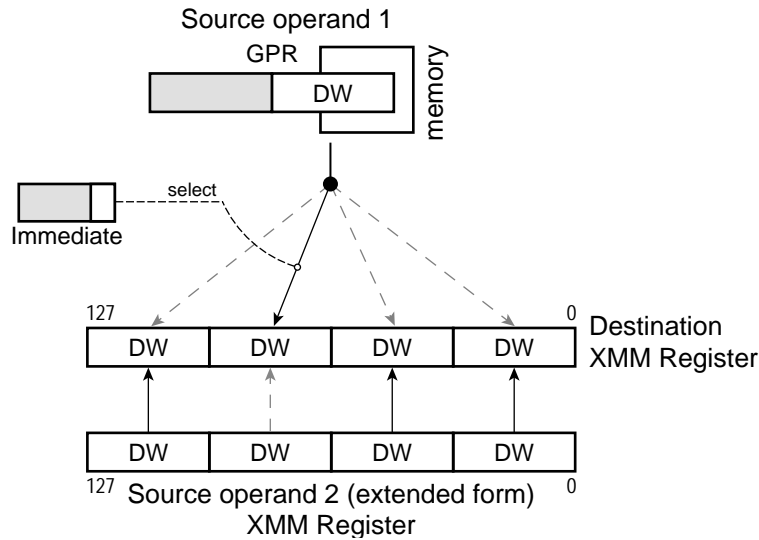 Source operand 1
GPR
memory
DW
select
Immediate
127
0
DW DW DW DW
Destination
XMM Register
DW DW DW DW
127
0
Source operand 2 (extended form)
XMM Register